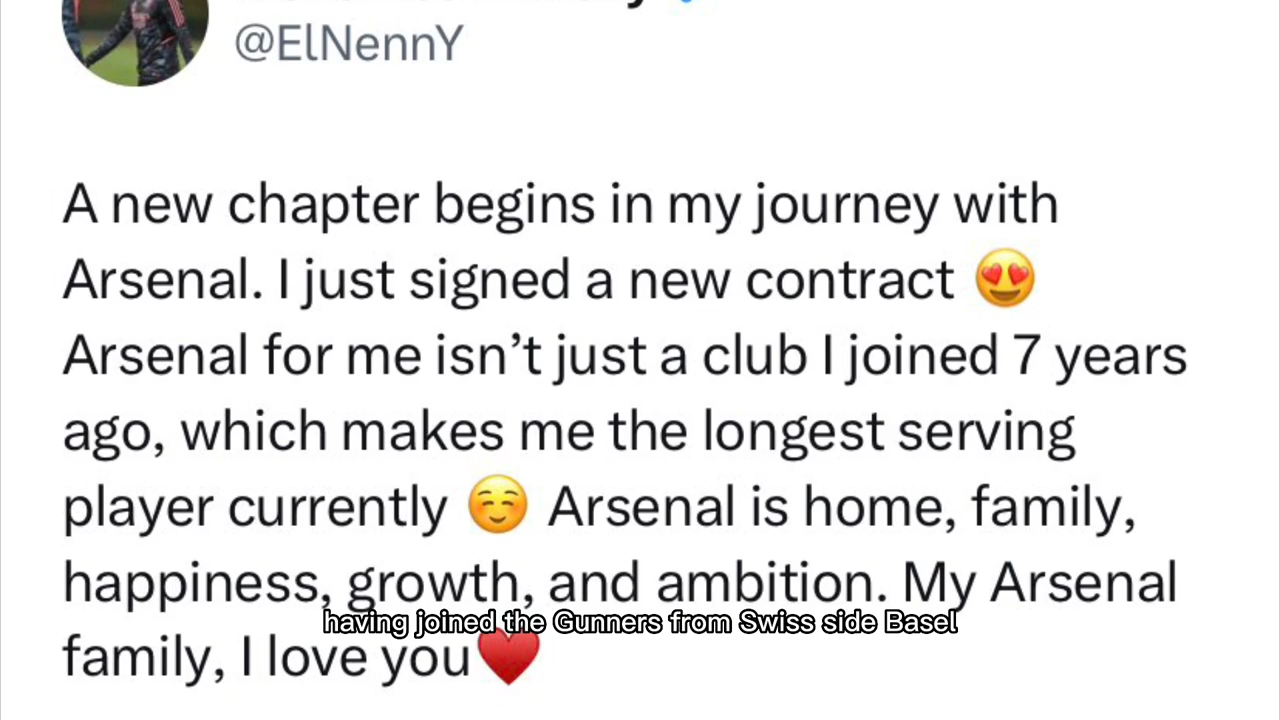 @ElNennY
A new chapter begins in my journey with
Arsenal. I just signed a new contract 😍
Arsenal for me isn’t just a club I joined 7 years
ago, which makes me the longest serving
player currently ☺️ Arsenal is home, family,
happiness, growth, and ambition. My Arsenal
having joined the Gunners from Swiss side Basel
family, I love you♥️